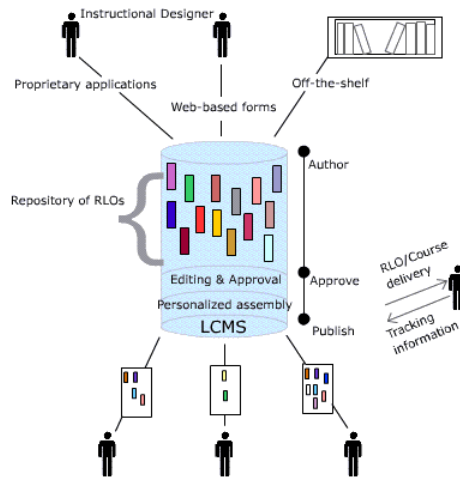 Instructional Designer
Proprietary applications
Web-based forms
Off-the-shelf
Author
Repository of RLOs
Editing & Approval
Approve
Personalized assembly
Publish
LCMS
RLO/Course
delivery
Tracking
information